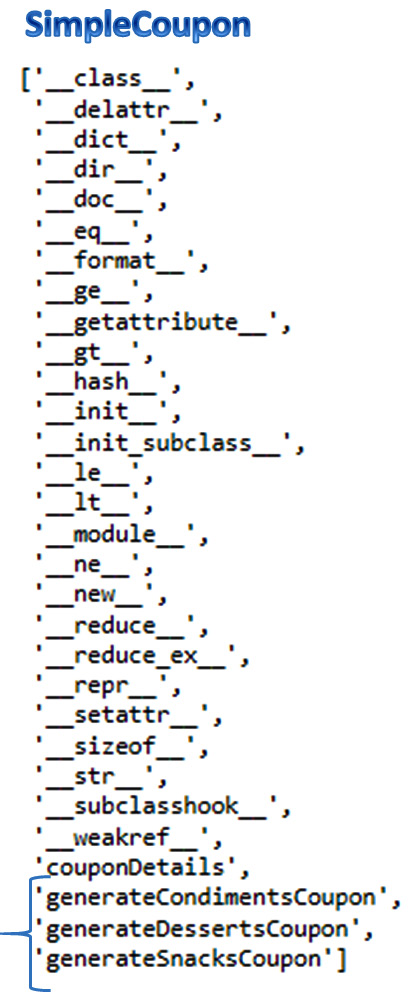 SimpleCoupon
['__class__',
'__delattr__',
'__dict__',
'__dir__',
'__doc__',
'__eq__',
'__format__',
'__ge__',
'__getattribute__',
'__gt__',
'__hash__',
'__init__',
'__init_subclass__',
'__le__',
'__lt__',
'__module__',
'__ne__',
'__new__',
'__reduce__',
'__reduce_ex__',
'__repr__',
'__setattr__',
'__sizeof__',
'__str__',
'__subclasshook__',
'__weakref__',
'couponDetails',
'generateCondimentsCoupon',
'generateDessertsCoupon',
'generateSnacksCoupon']